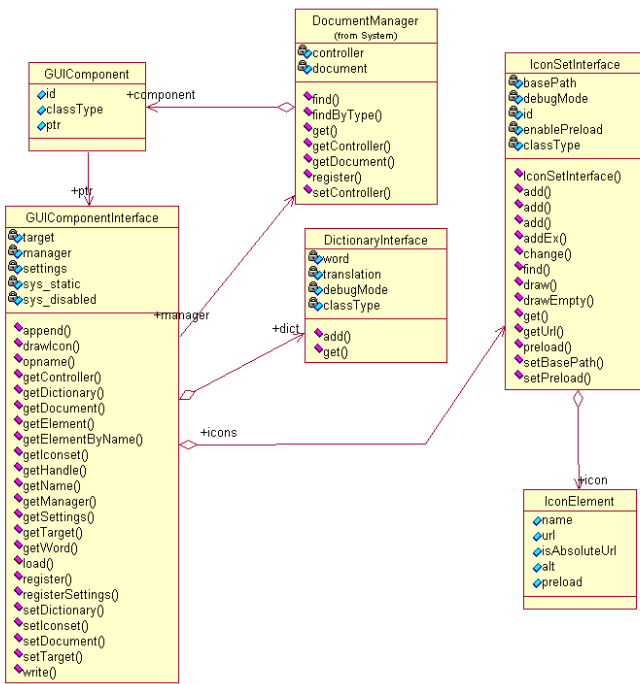 DocumentManager
(from System)
controller
document
find()
findByType()
get()
getController()
getDocument()
register()
setController()
GUIComponent
id
classType
ptr
+component
+ptr
IconSetInterface
basePath
debugMode
id
enablePreload
classType
IconSetInterface()
add()
add()
add()
addEx()
change()
find()
draw()
drawEmpty()
get()
getUrl()
preload()
setBasePath()
setPreload()
GUIComponentInterface
target
manager
settings
sys_static
sys_disabled
append()
drawIcon()
opname()
getController()
getDictionary()
getDocument()
getElement()
getElementByName()
getIconset()
getHandle()
getName()
getManager()
getSettings()
getTarget()
getWord()
load()
register()
registerSettings()
setDictionary()
setIconset()
setDocument()
setTarget()
write()
DictionaryInterface
word
translation
debugMode
classType
add()
get()
+manager
+dict
+icons
+icon
IconElement
name
url
isAbsoluteUrl
alt
preload